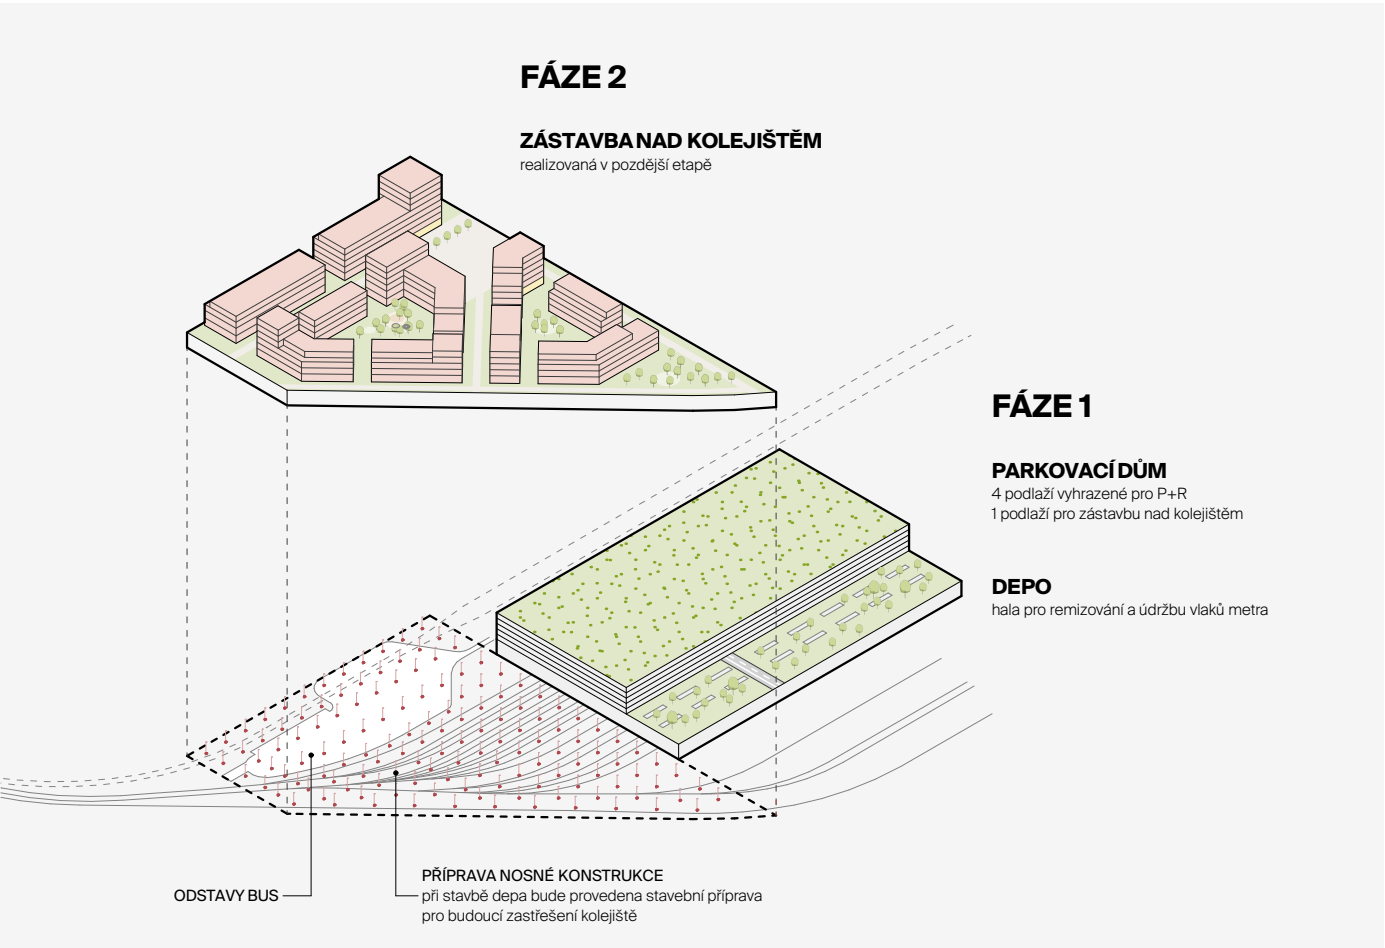 FÁZE 2
ZÁSTAVBA NAD KOLEJIŠTĚM
realizovaná v pozdější etapě
FÁZE 1
PARKOVACÍ DŮM
4 podlaží vyhrazené pro P+R
1 podlaží pro zástavbu nad kolejištěm
DEPO
hala pro remizování a údržbu vlaků metra
ODSTAVY BUS
PŘÍPRAVA NOSNÉ KONSTRUKCE
při stavbě depa bude provedena stavební příprava
pro budoucí zastřešení kolejiště